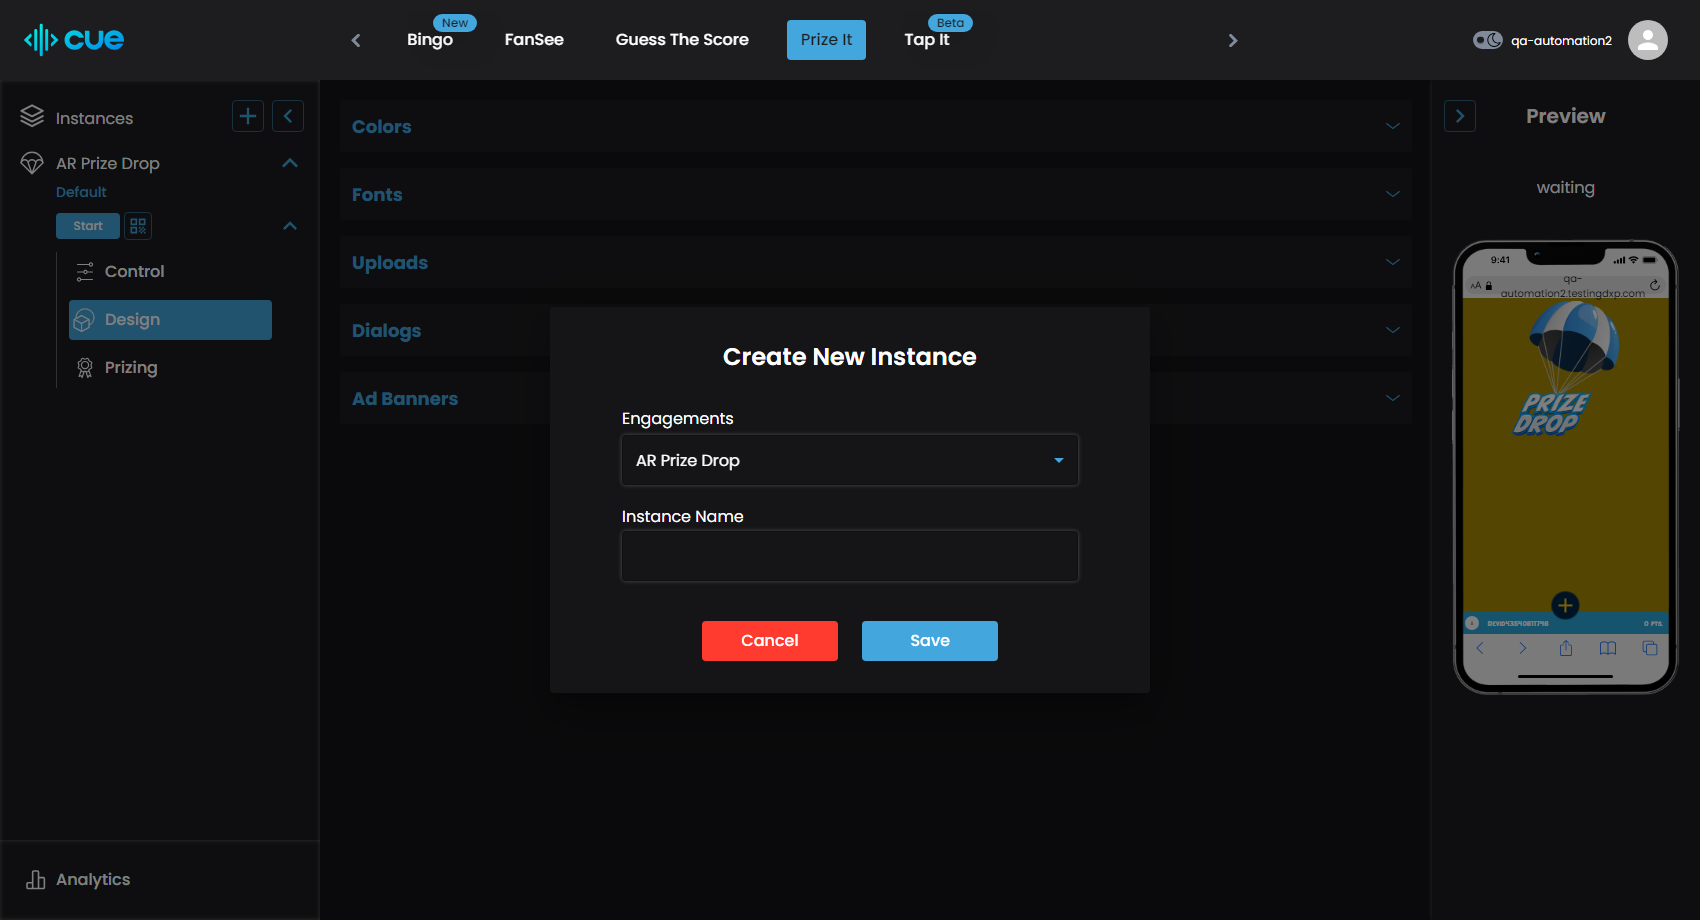 cue
Bingo
New
FanSee
Guess The Score
Prize It
Tap It
Beta
qa-automation2
Instances
AR Prize Drop
Default
Start
Control
Design
Prizing
Analytics
Colors
Fonts
Uploads
Dialogs
Ad Banners
Create New Instance
Engagements
AR Prize Drop
Instance Name
Cancel
Save
Preview
waiting
9:41
AA
qa-
automation2.testingdxp.com
PRIZE
DROP
0 PTS.